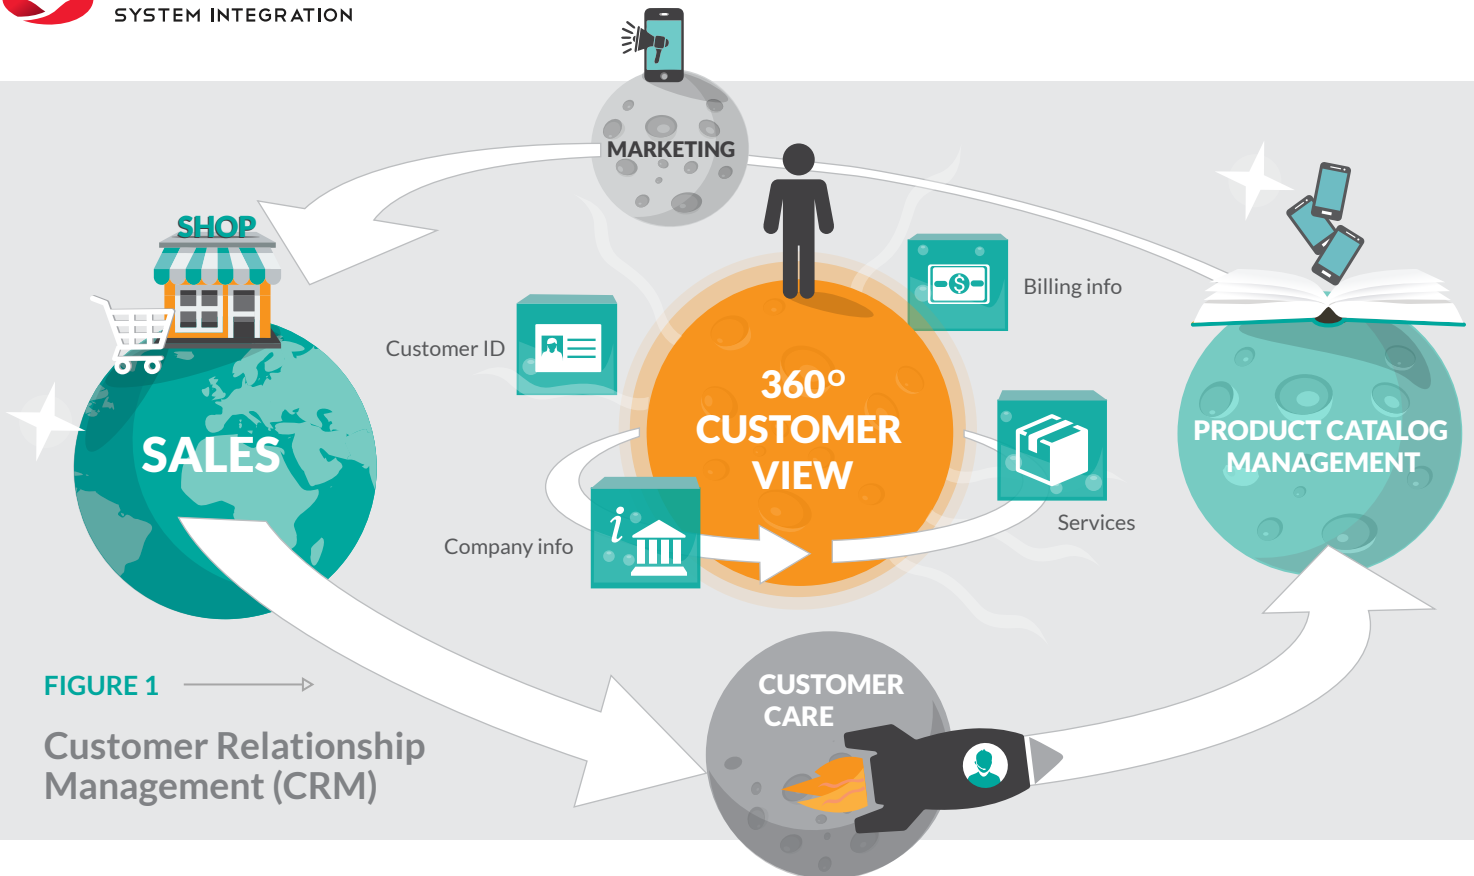 SYSTEM INTEGRATION
MARKETING
SHOP
Billing info
Customer ID
360°
CUSTOMER
VIEW
SALES
PRODUCT CATALOG
MANAGEMENT
Services
i
Company info
FIGURE 1
CUSTOMER
CARE
Customer Relationship
Management (CRM)
$